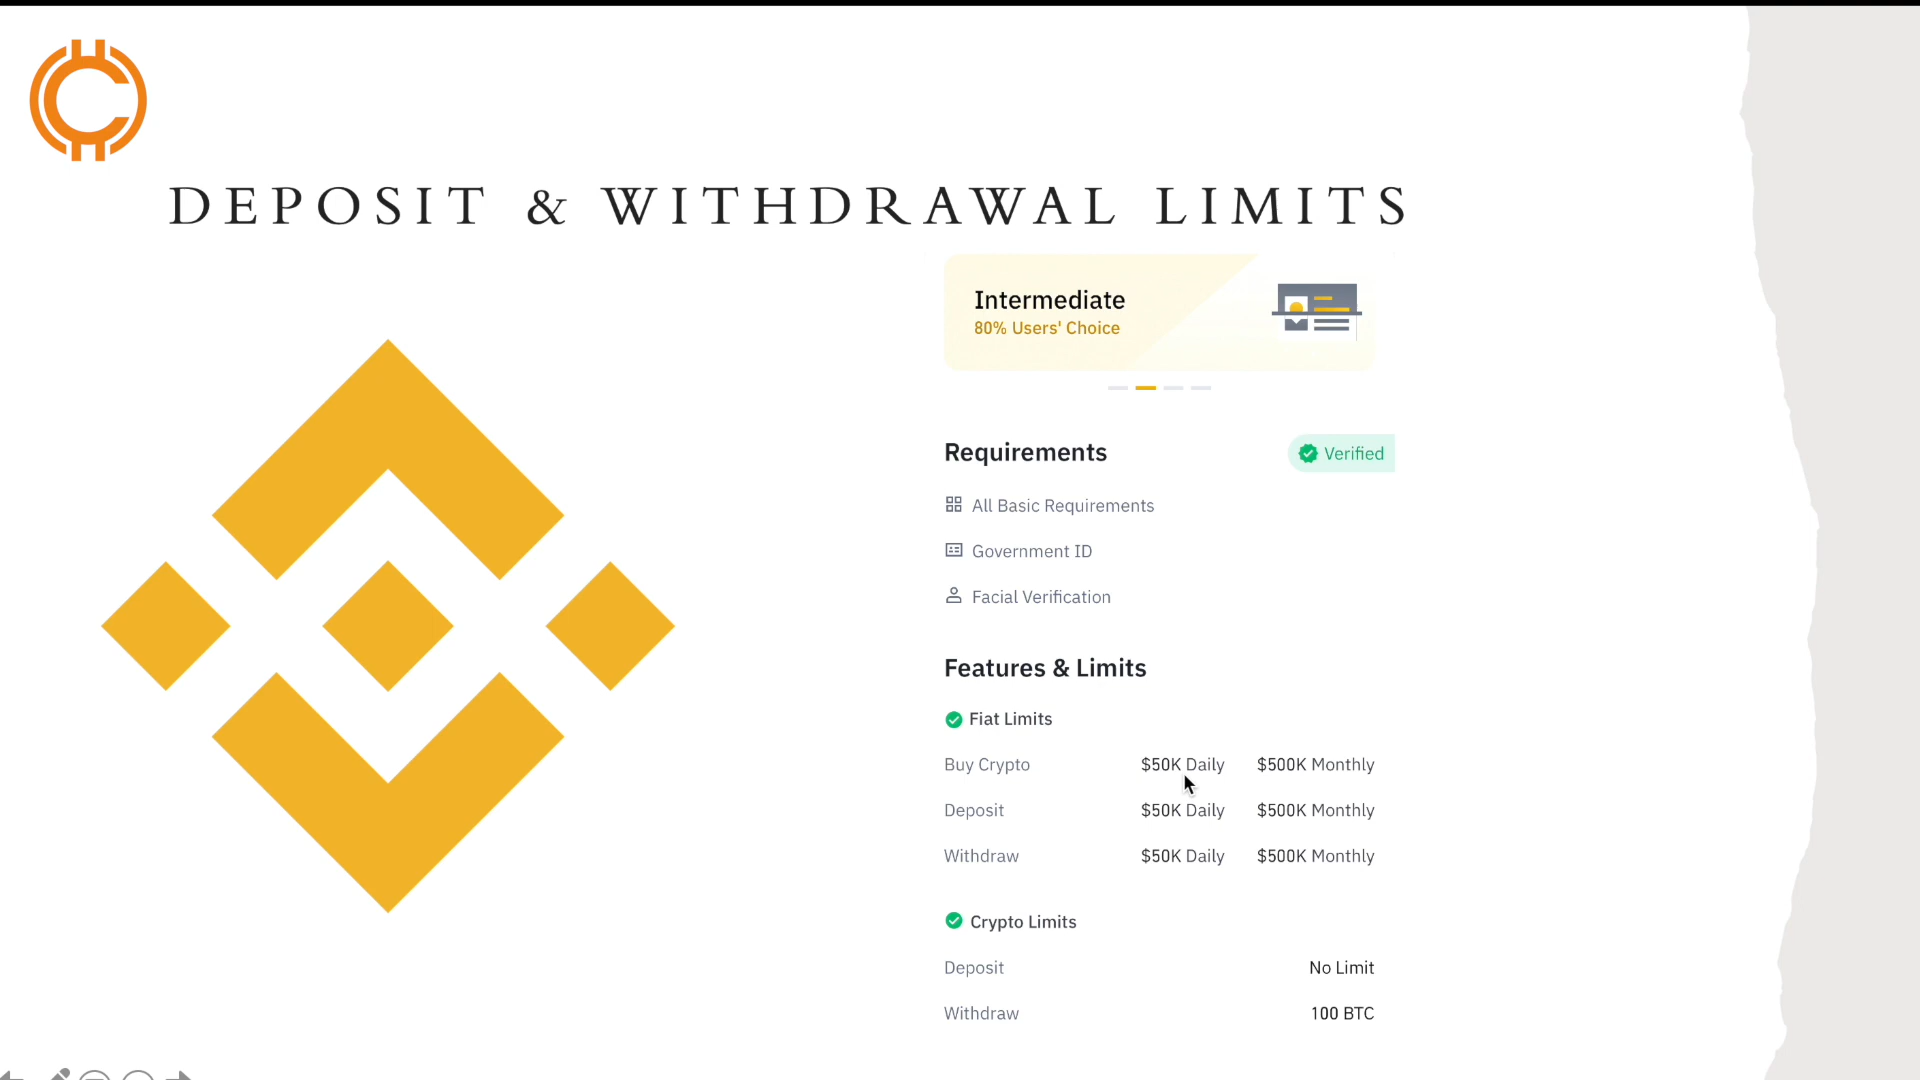 DEPOSIT & WITHDRAWAL LIMITS
Intermediate
80% Users' Choice
Requirements
Verified
All Basic Requirements
Government ID
Facial Verification
Features & Limits
Fiat Limits
Buy Crypto $50K Daily $500K Monthly
Deposit $50K Daily $500K Monthly
Withdraw $50K Daily $500K Monthly
Crypto Limits
Deposit No Limit
Withdraw 100 BTC